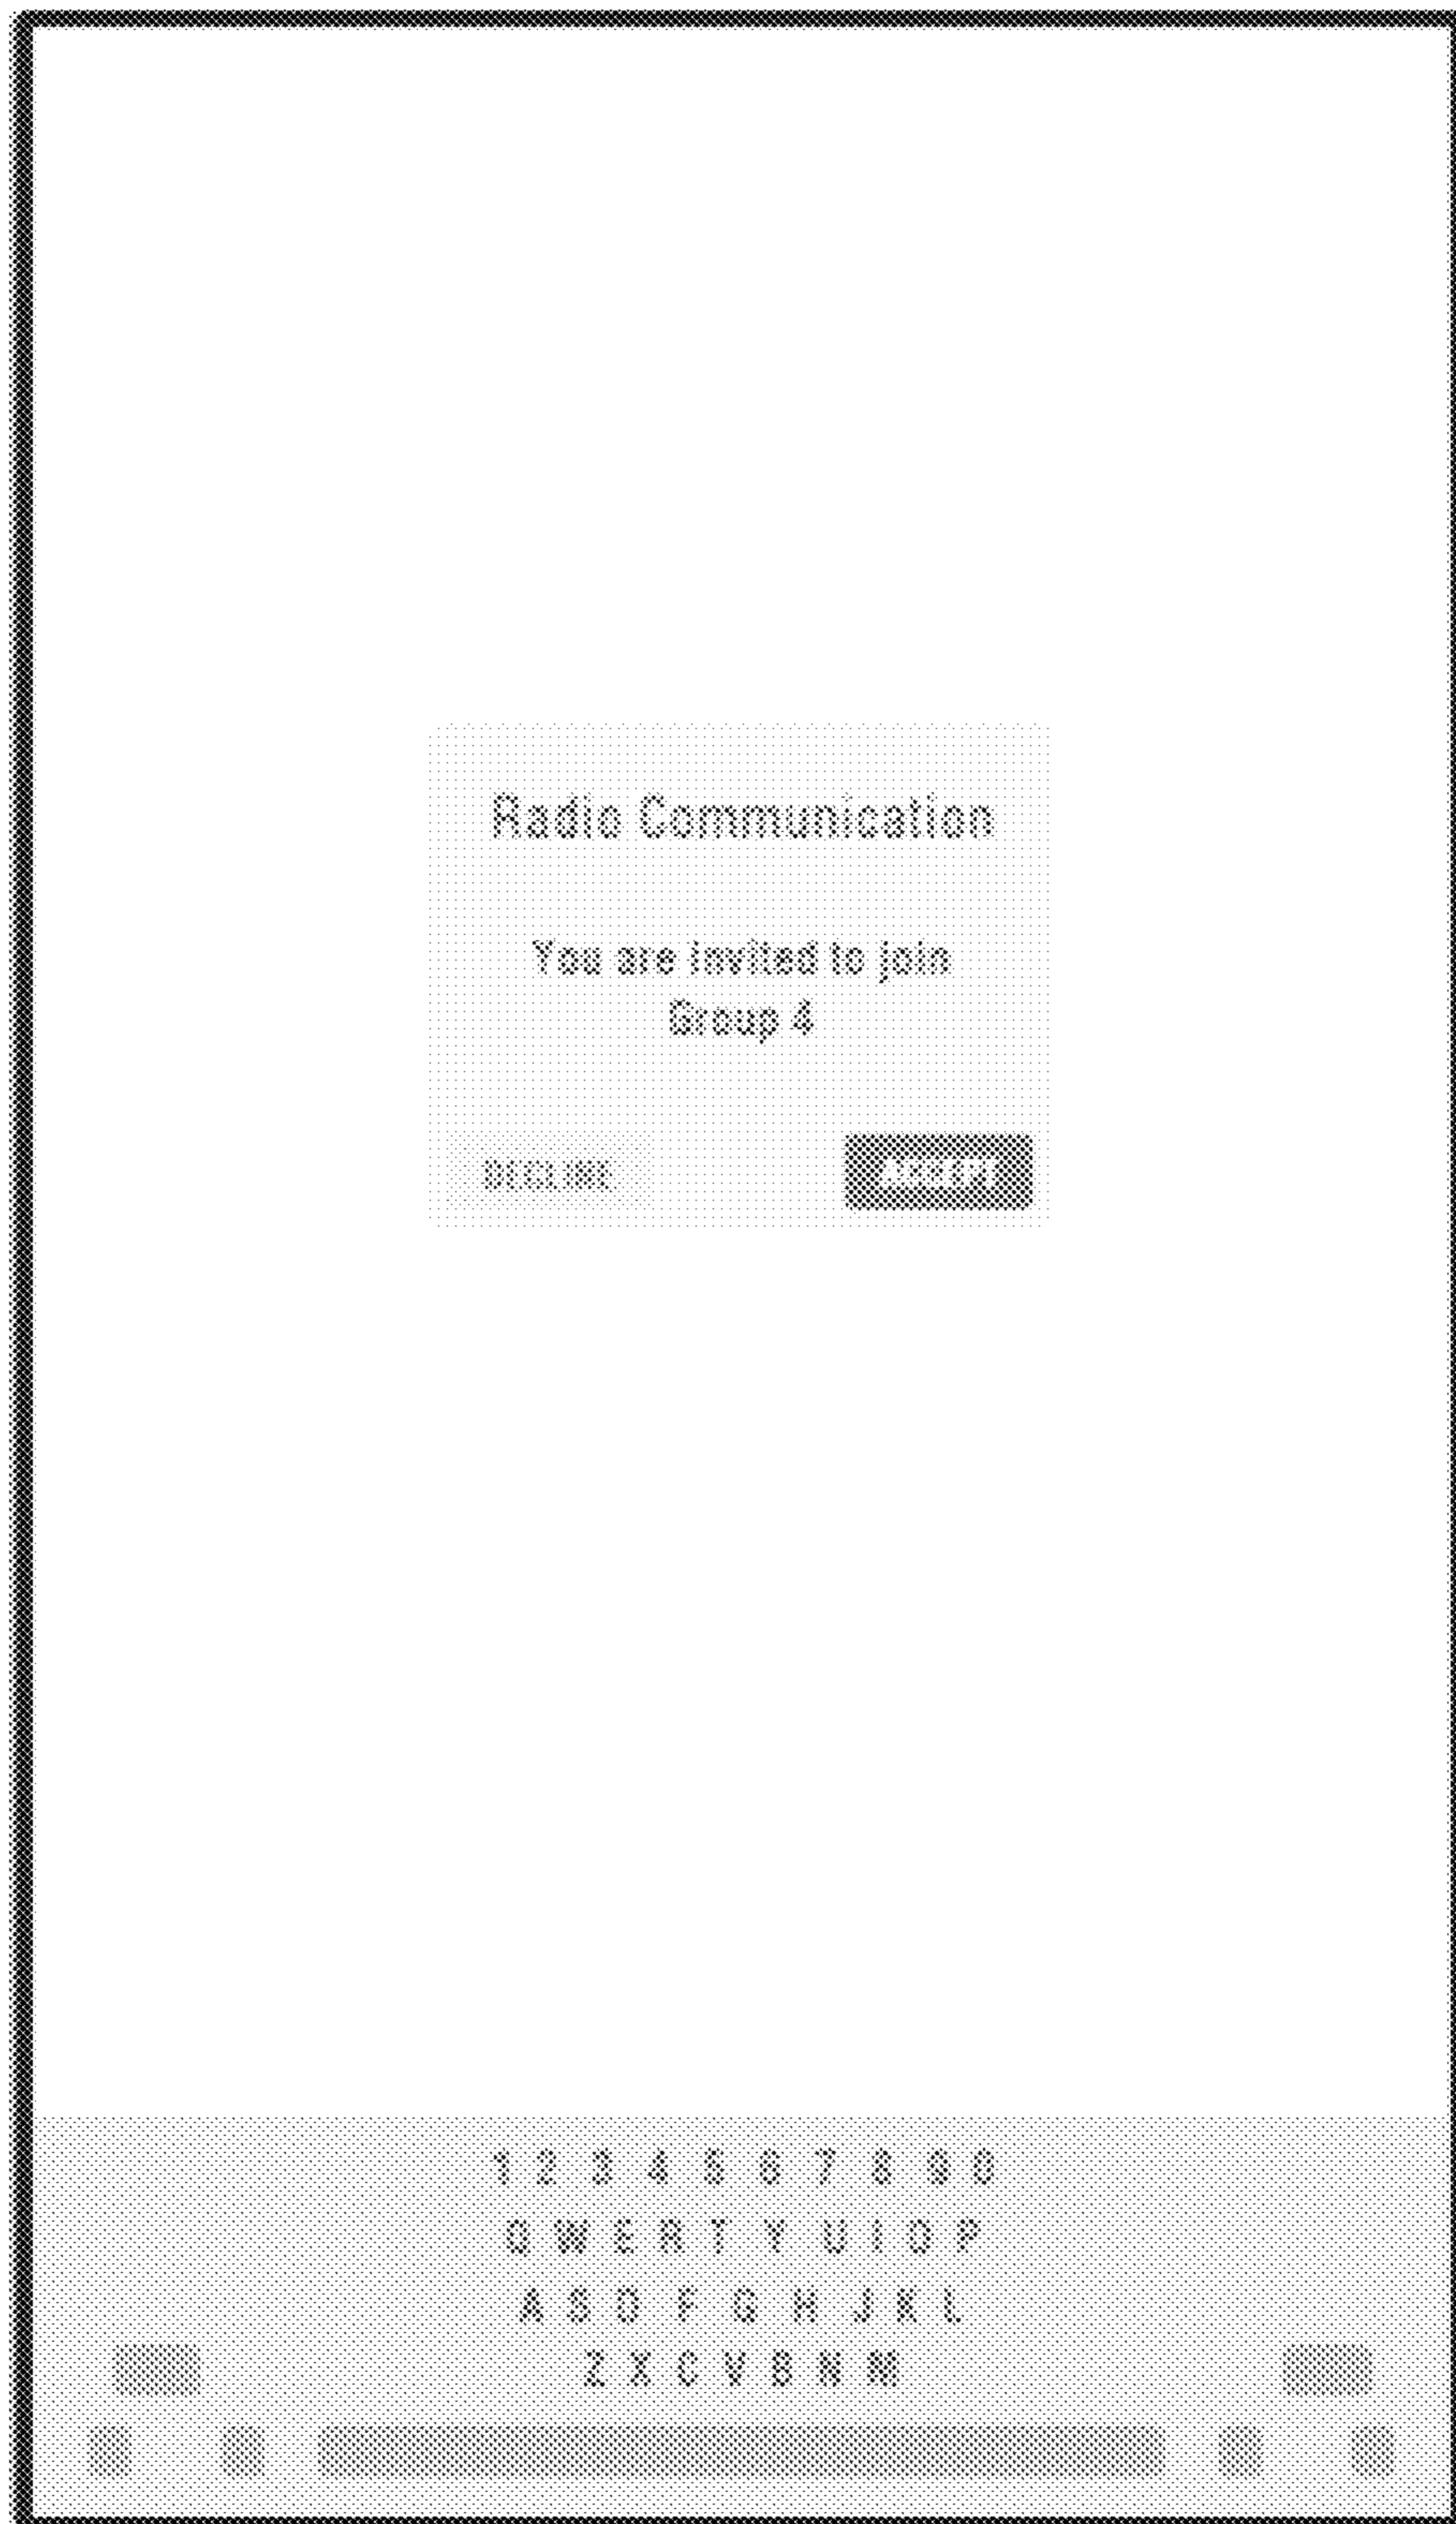 Radio Communication
You are invited to join
Group 4
DECLINE ACCEPT
1 2 3 4 5 6 7 8 9 0
Q W E R T Y U I O P
A S D F G H J K L
Z X C V B N M